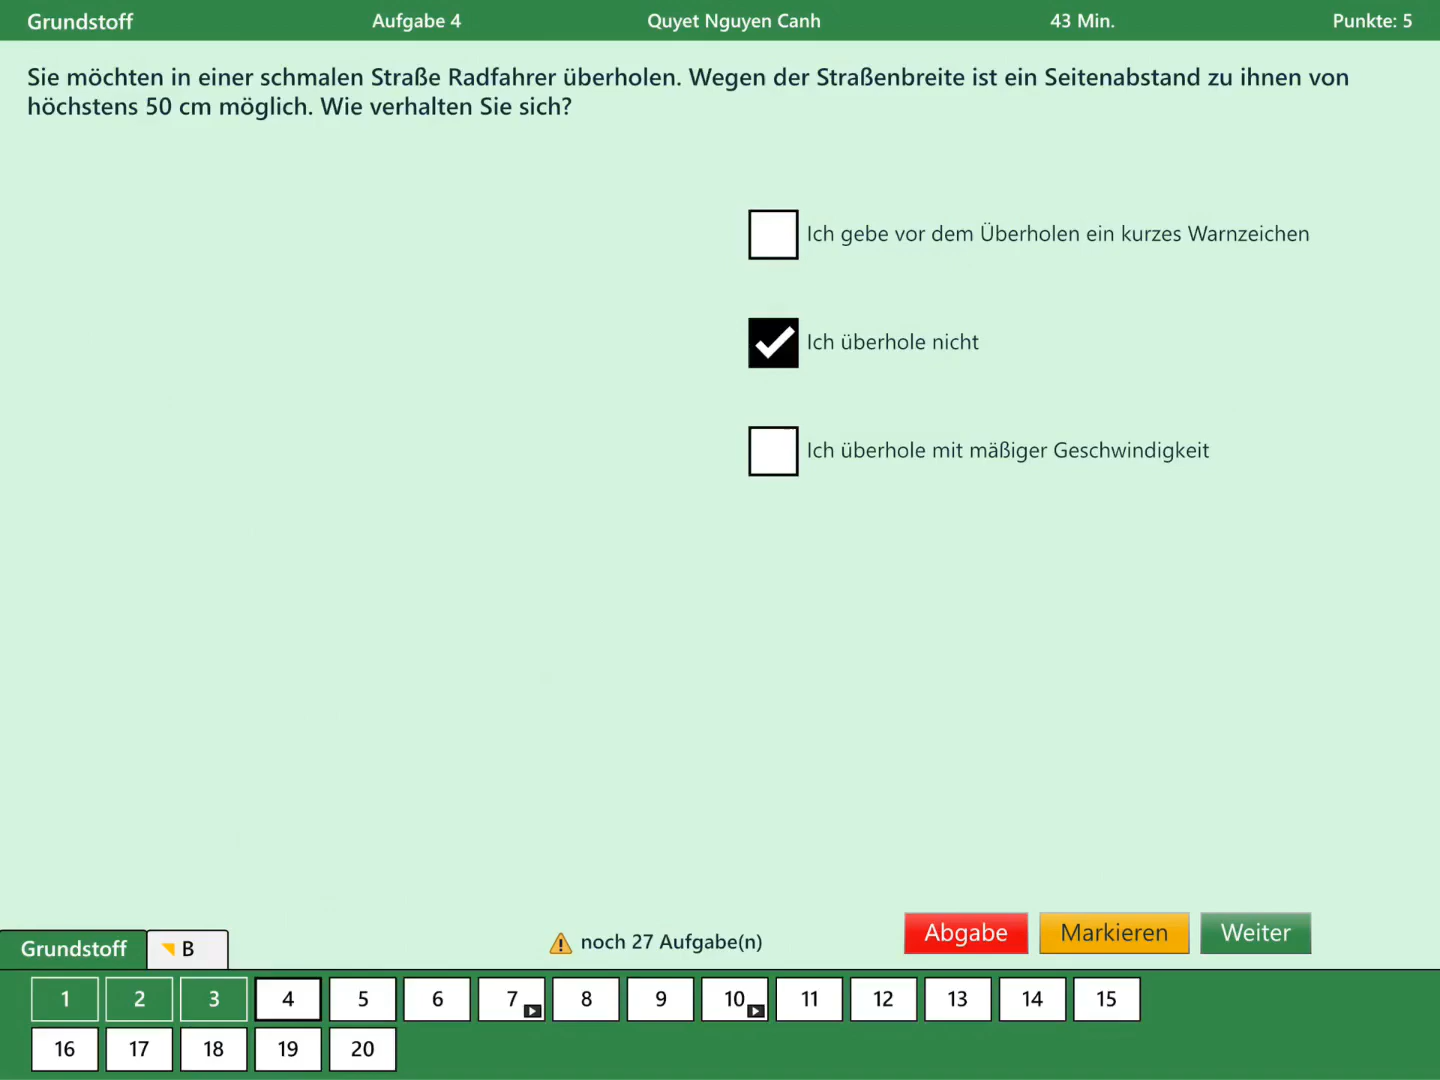 Grundstoff Aufgabe 4 Quyet Nguyen Canh 43 Min. Punkte: 5
Sie möchten in einer schmalen Straße Radfahrer überholen. Wegen der Straßenbreite ist ein Seitenabstand zu ihnen von
höchstens 50 cm möglich. Wie verhalten Sie sich?
Ich gebe vor dem Überholen ein kurzes Warnzeichen
Ich überhole nicht
Ich überhole mit mäßiger Geschwindigkeit
Grundstoff B noch 27 Aufgabe(n) Abgabe Markieren Weiter
1 2 3 4 5 6 7 8 9 10 11 12 13 14 15
16 17 18 19 20